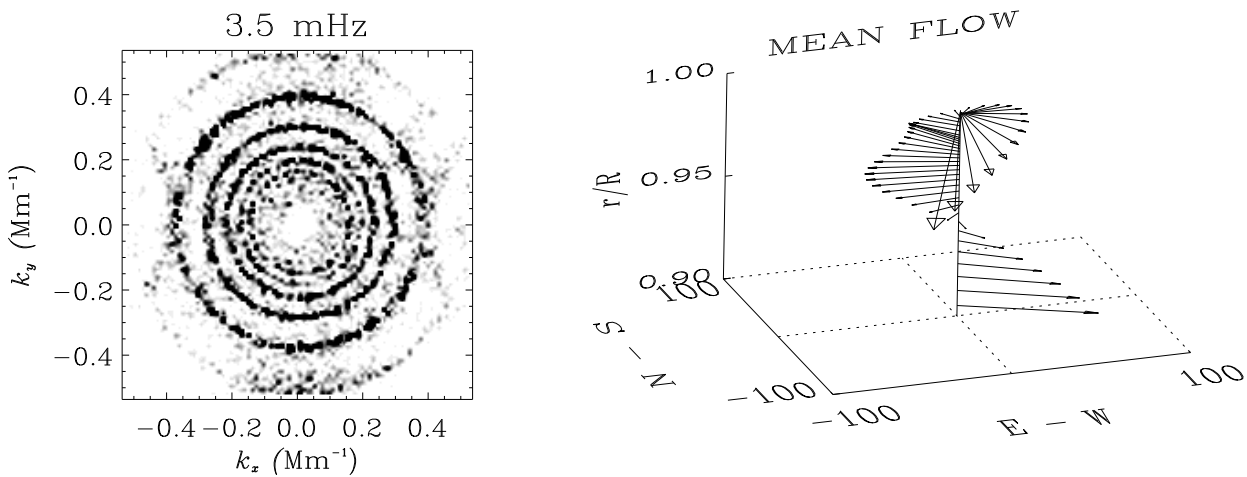 3.5 mHz
0.4
0.2
0.0
−0.2
−0.4
k_y (Mm⁻¹)
−0.4 −0.2 0.0 0.2 0.4
k_x (Mm⁻¹)
MEAN FLOW
1.00
0.95
0.90
r/R
100
−100
N − S
−100
100
E − W